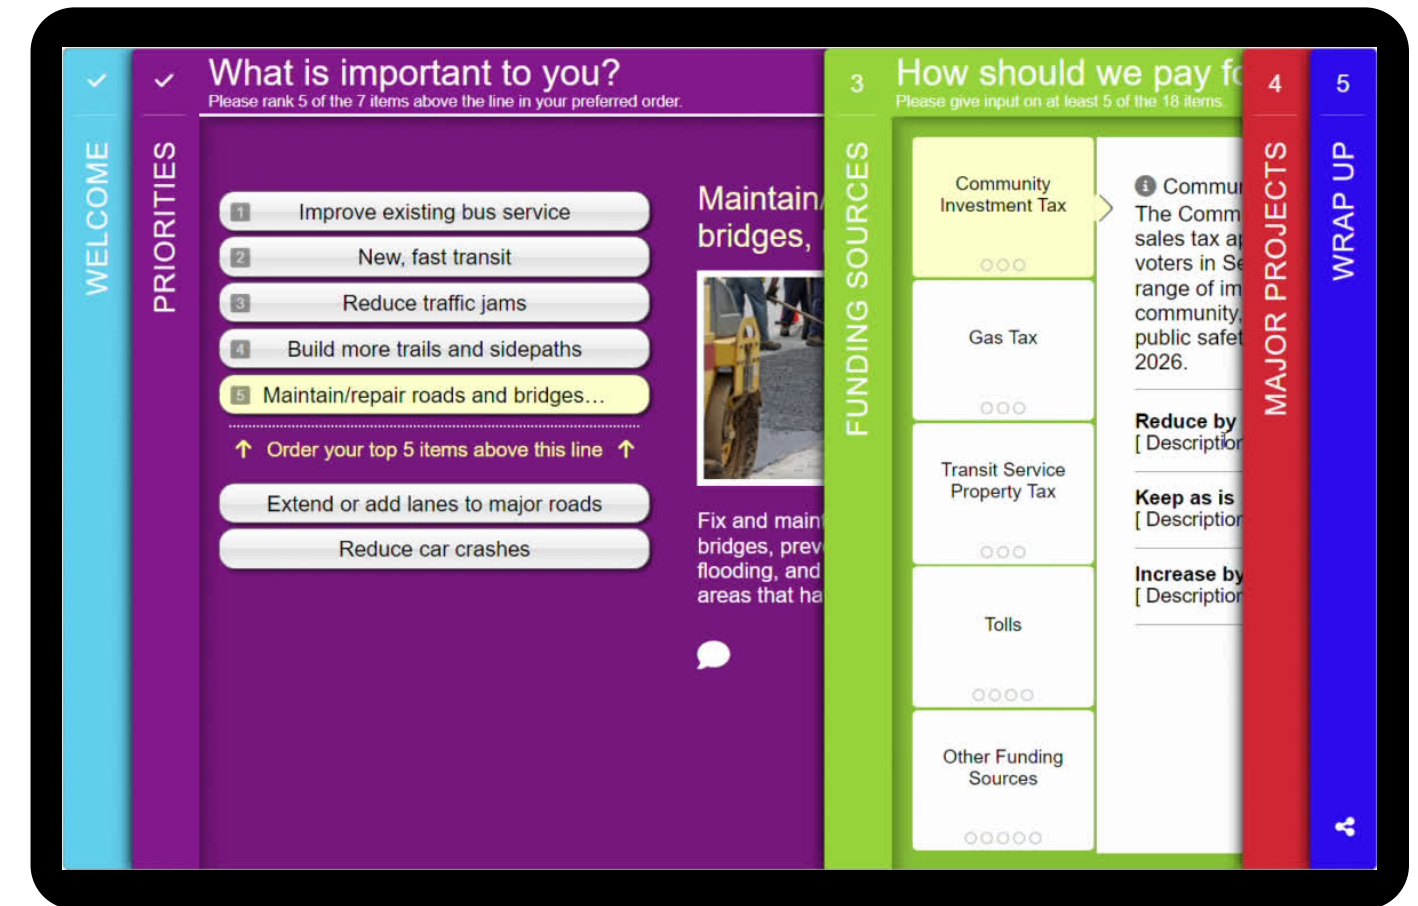 WELCOME
PRIORITIES
What is important to you?
Please rank 5 of the 7 items above the line in your preferred order.
1 Improve existing bus service
2 New, fast transit
3 Reduce traffic jams
4 Build more trails and sidepaths
5 Maintain/repair roads and bridges...
Order your top 5 items above this line
Extend or add lanes to major roads
Reduce car crashes
Maintain/
bridges,
Fix and main
bridges, prev
flooding, and
areas that ha
3
FUNDING SOURCES
How should we pay fo
Please give input on at least 5 of the 18 items.
Community
Investment Tax
Gas Tax
Transit Service
Property Tax
Tolls
Other Funding
Sources
Commu
The Comm
sales tax a
voters in Se
range of im
community,
public safet
2026.
Reduce by
[ Description
Keep as is
[ Description
Increase by
[ Description
4
MAJOR PROJECTS
5
WRAP UP